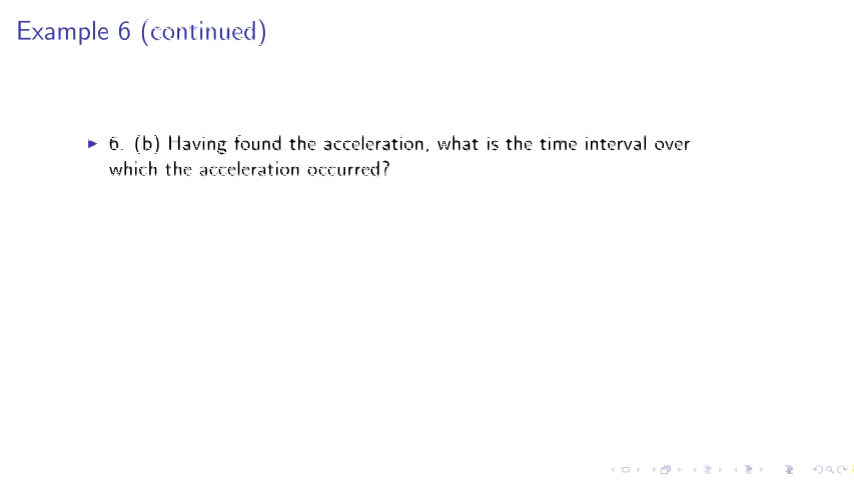 Example 6 (continued)
6. (b) Having found the acceleration, what is the time interval over
which the acceleration occurred?